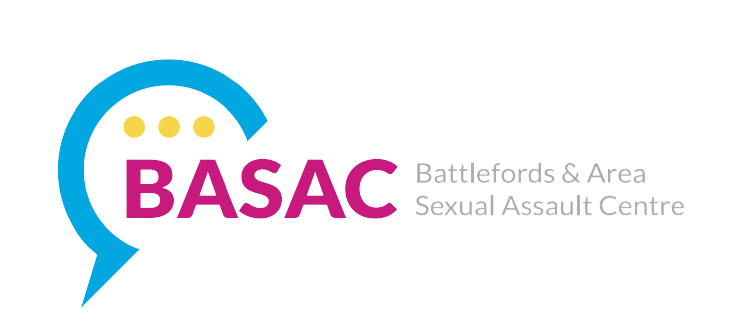 BASAC
Battlefords & Area
Sexual Assault Centre